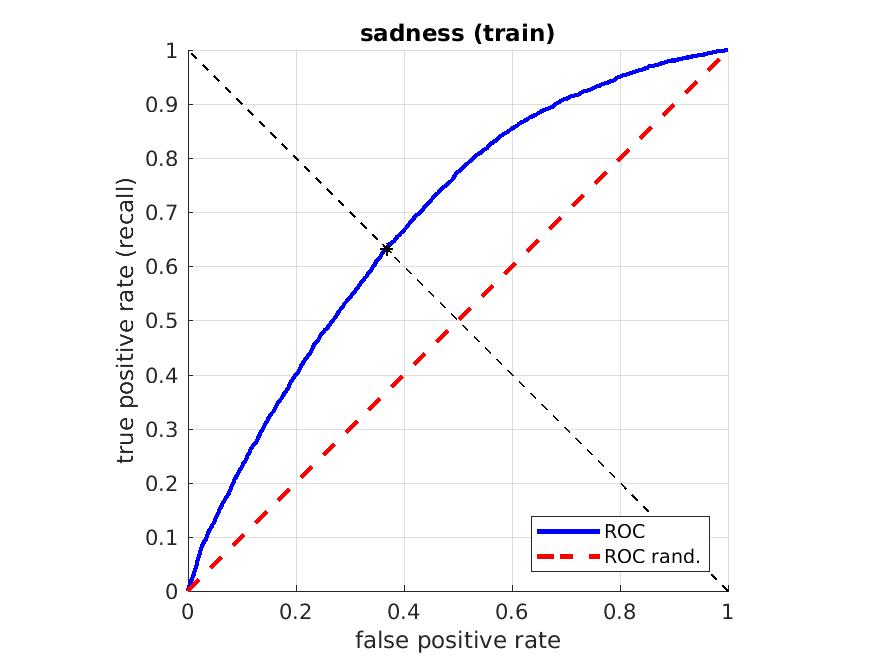 sadness (train)
1
0.9
0.8
0.7
0.6
0.5
0.4
0.3
0.2
0.1
0
true positive rate (recall)
ROC
ROC rand.
0 0.2 0.4 0.6 0.8 1
false positive rate